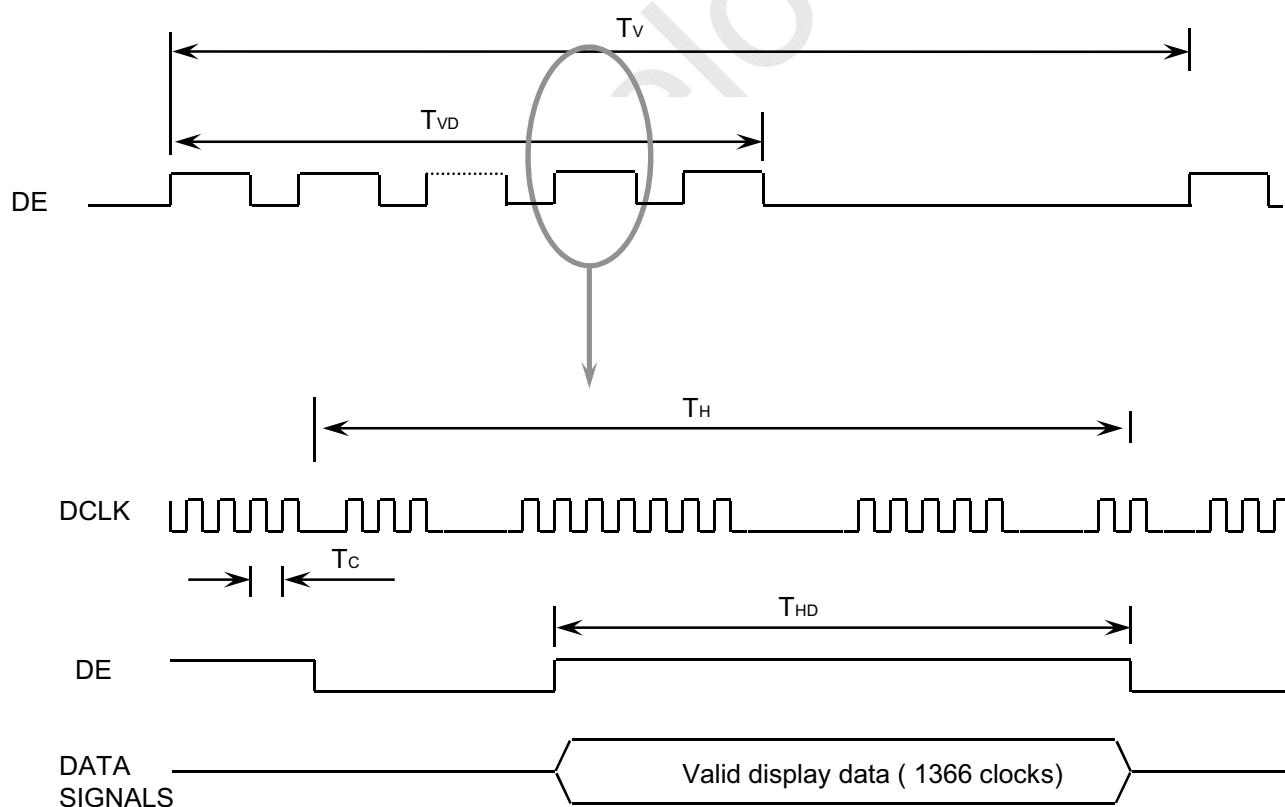 TV
TVD
DE
TH
DCLK
TC
THD
DE
Valid display data ( 1366 clocks)
DATA
SIGNALS